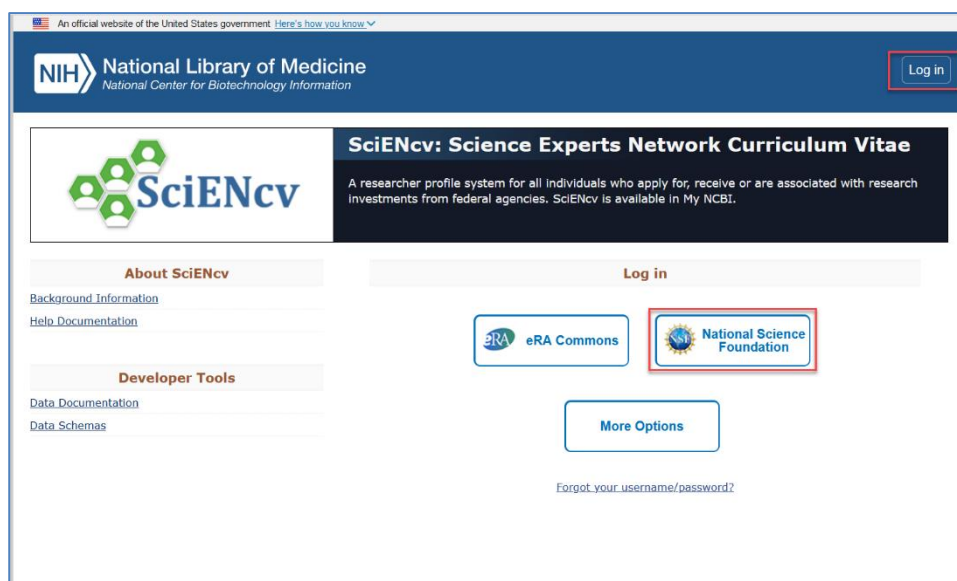 An official website of the United States government Here's how you know
NIH
National Library of Medicine
National Center for Biotechnology Information
Log in
SciENcv
SciENcv: Science Experts Network Curriculum Vitae
A researcher profile system for all individuals who apply for, receive or are associated with research
investments from federal agencies. SciENcv is available in My NCBI.
About SciENcv
Background Information
Help Documentation
Developer Tools
Data Documentation
Data Schemas
Log in
eRA eRA Commons
NSF National Science
Foundation
More Options
Forgot your username/password?